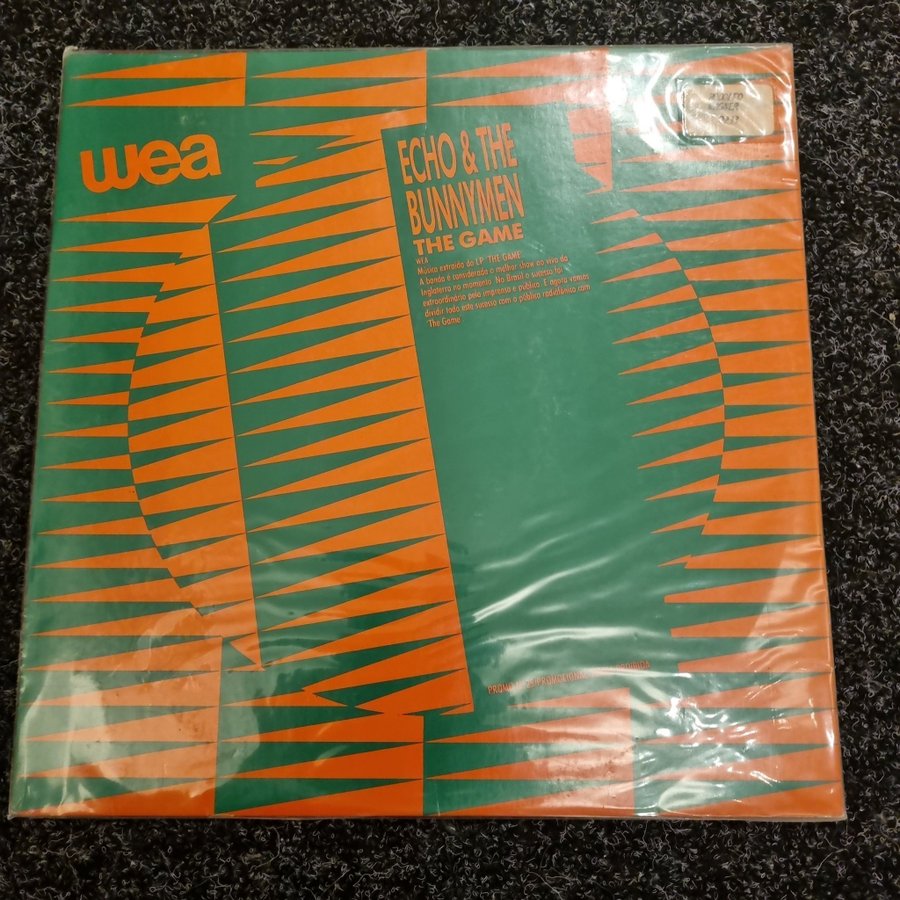 wea
ECHO & THE
BUNNYMEN
THE GAME
WEA
Música extraída do LP "THE GAME"
A banda é considerada o melhor show ao vivo da
Inglaterra no momento. No Brasil o sucesso foi
extraordinário pela imprensa e público. E agora vamos
dividir todo este sucesso com o público radiofônico com
"The Game